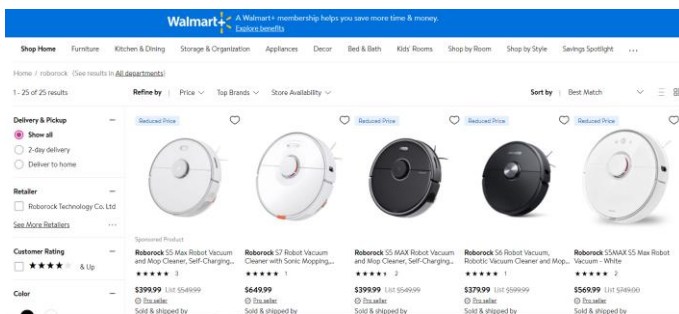 Walmart+
A Walmart+ membership helps you save more time & money.
Explore benefits
Shop Home Furniture Kitchen & Dining Storage & Organization Appliances Decor Bed & Bath Kids' Rooms Shop by Room Shop by Style Savings Spotlight ...
Home / roborock (See results in All departments)
1 - 25 of 25 results Refine by | Price Top Brands Store Availability Sort by | Best Match
Delivery & Pickup
Show all
2-day delivery
Deliver to home
Retailer
Roborock Technology Co. Ltd
See More Retailers ...
Customer Rating
& Up
Color
Reduced Price
Sponsored Product
Roborock S5 Max Robot Vacuum
and Mop Cleaner, Self-Charging...
3
$399.99 List $549.99
Pro seller
Sold & shipped by
Roborock S7 Robot Vacuum
Cleaner with Sonic Mopping,...
1
$649.99
Pro seller
Sold & shipped by
Reduced Price
Roborock S5 MAX Robot Vacuum
and Mop Cleaner, Self-Charging...
2
$399.99 List $549.99
Pro seller
Sold & shipped by
Reduced Price
Roborock S6 Robot Vacuum,
Robotic Vacuum Cleaner and Mop...
1
$379.99 List $599.99
Pro seller
Sold & shipped by
Reduced Price
Roborock S5MAX S5 Max Robot
Vacuum - White
2
$569.99 List $749.00
Pro seller
Sold & shipped by